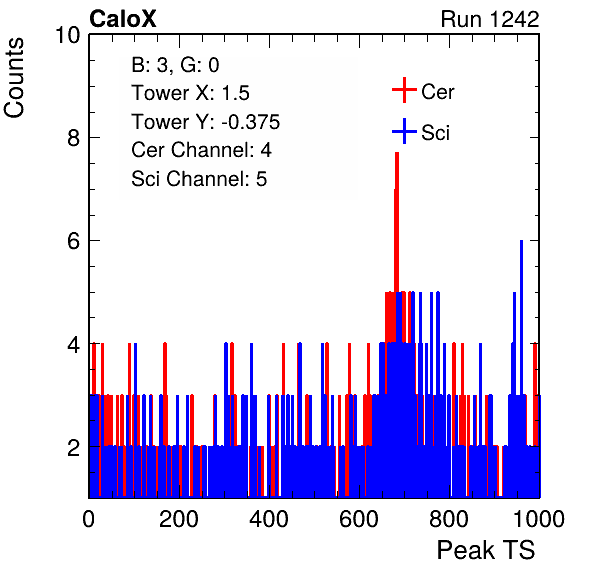 CaloX Run 1242
Counts
10
8
6
4
2
B: 3, G: 0
Tower X: 1.5
Tower Y: -0.375
Cer Channel: 4
Sci Channel: 5
Cer
Sci
0 200 400 600 800 1000
Peak TS